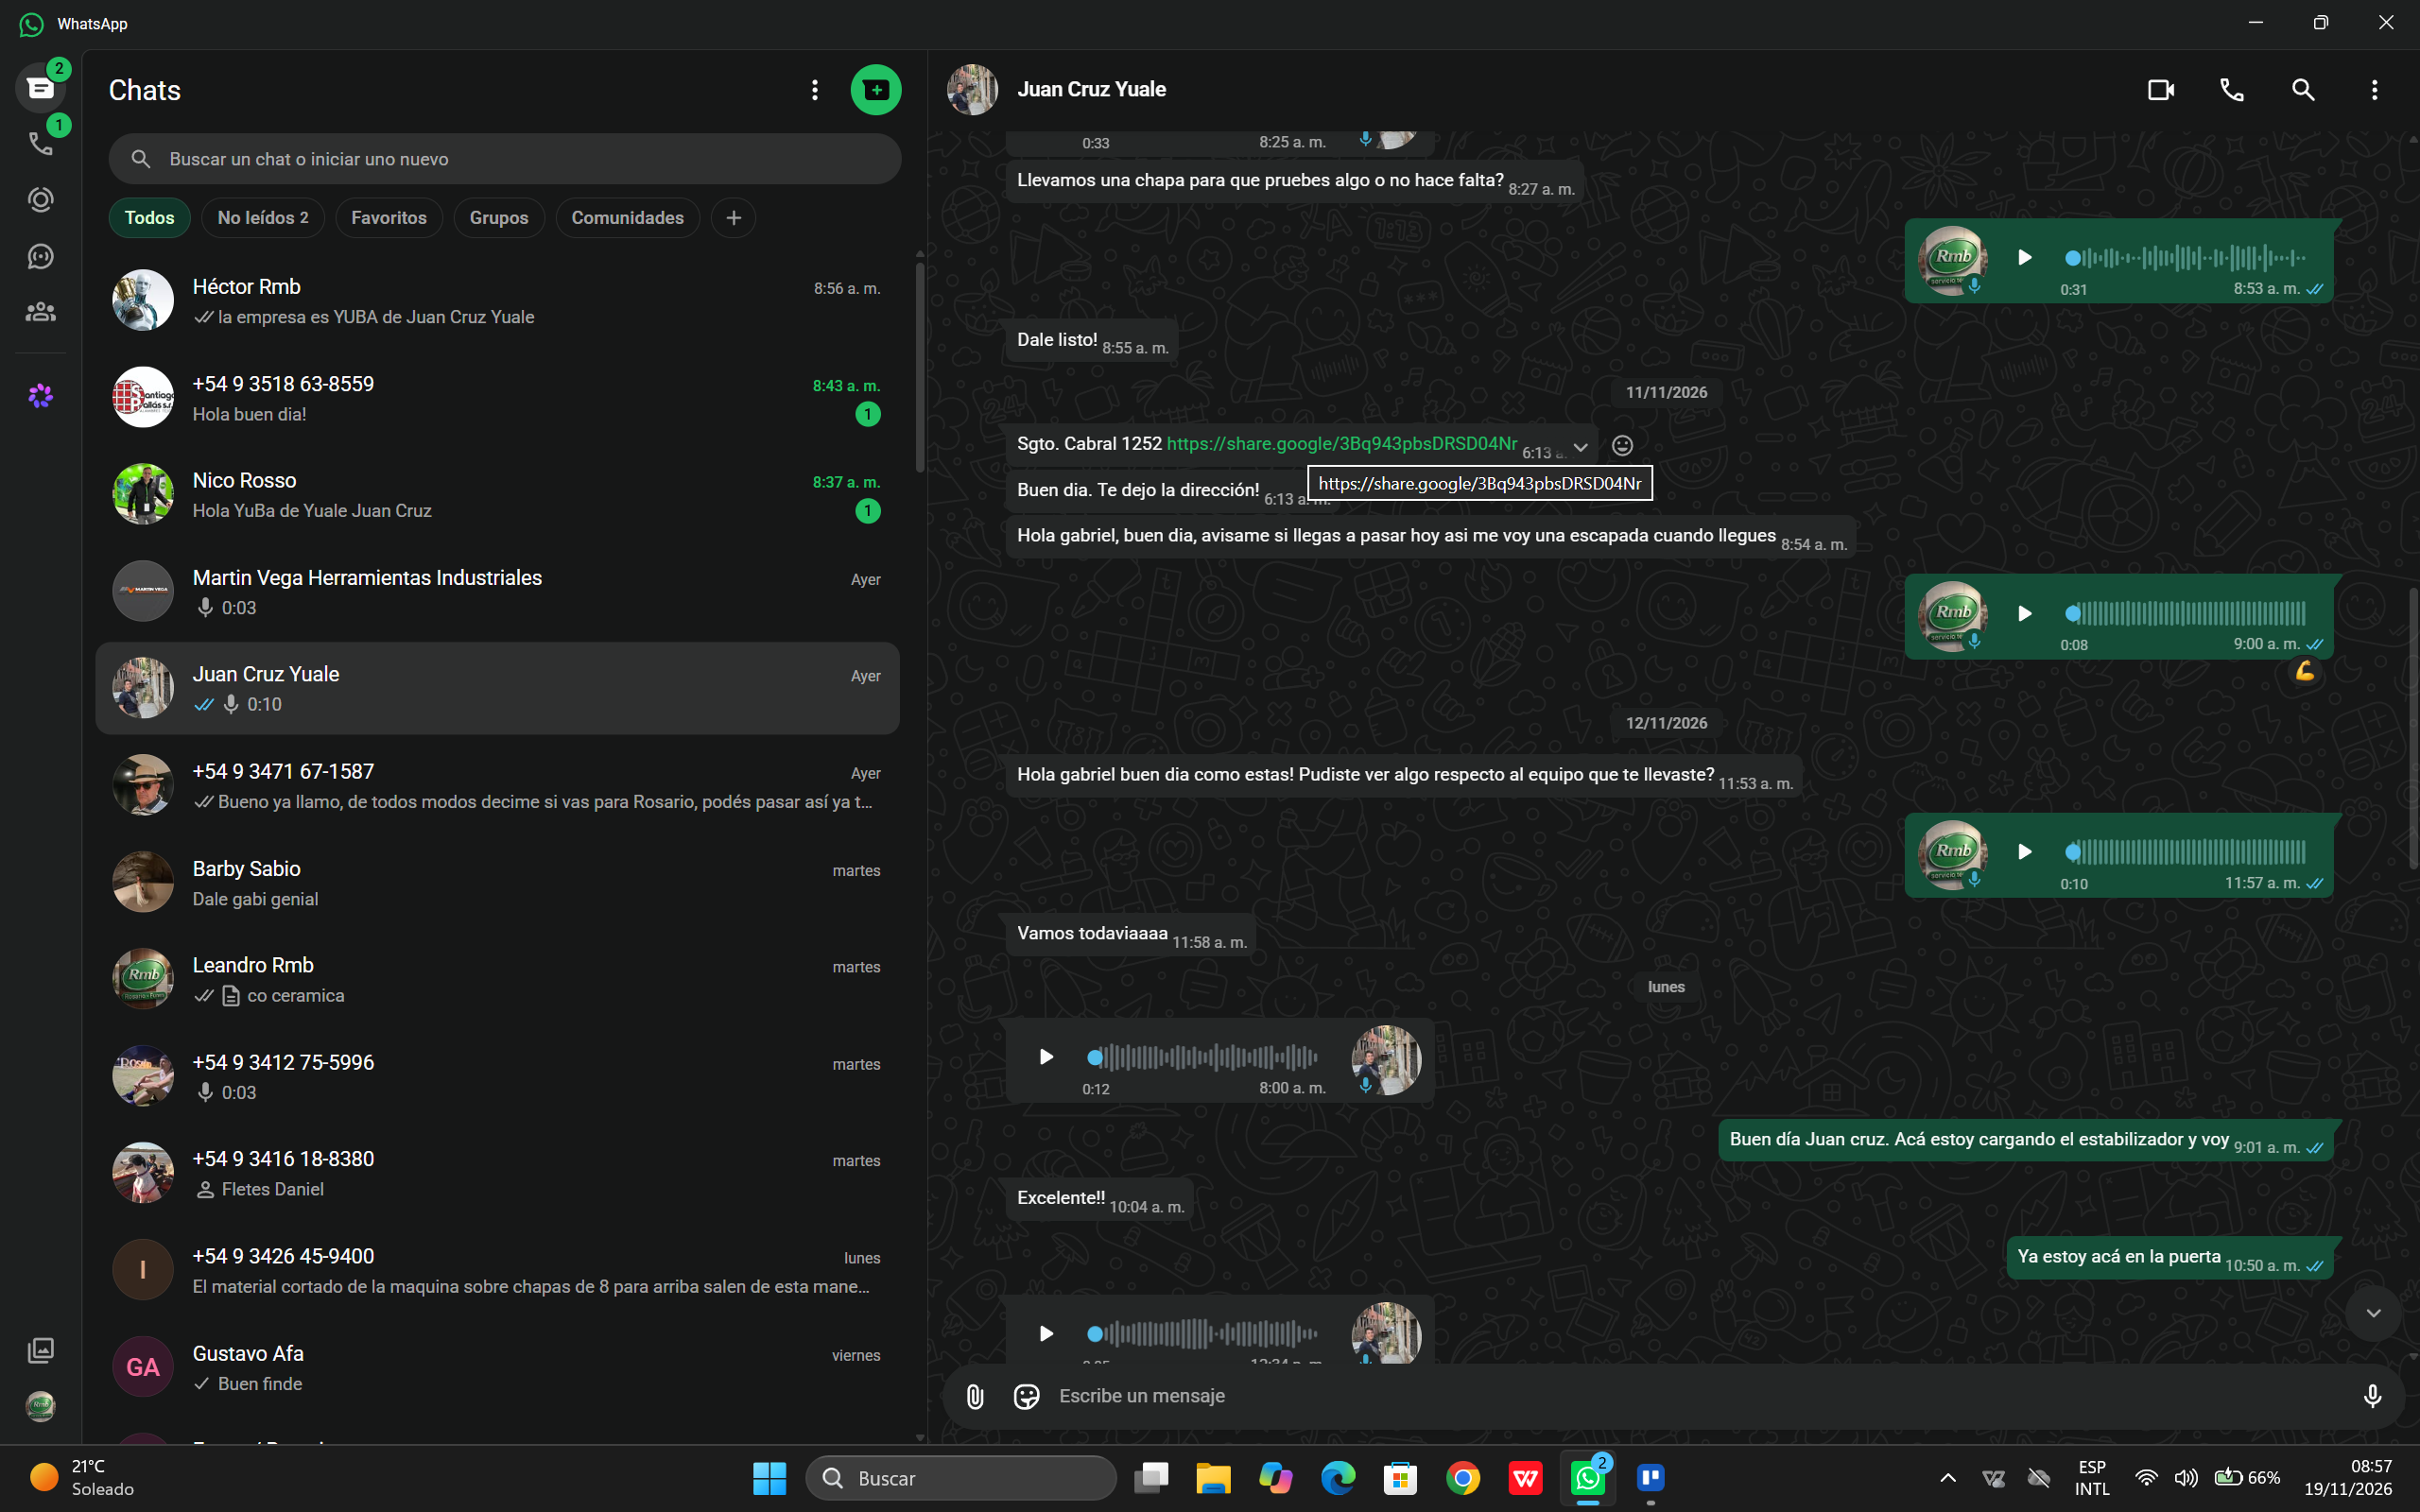 WhatsApp
2
1
Chats
Buscar un chat o iniciar uno nuevo
Todos
No leídos 2
Favoritos
Grupos
Comunidades
Héctor Rmb
8:56 a. m.
la empresa es YUBA de Juan Cruz Yuale
+54 9 3518 63-8559
8:43 a. m.
Hola buen dia!
1
Nico Rosso
8:37 a. m.
Hola YuBa de Yuale Juan Cruz
1
Martin Vega Herramientas Industriales
Ayer
0:03
Juan Cruz Yuale
Ayer
0:10
+54 9 3471 67-1587
Ayer
Bueno ya llamo, de todos modos decime si vas para Rosario, podés pasar así ya t...
Barby Sabio
martes
Dale gabi genial
Leandro Rmb
martes
co ceramica
+54 9 3412 75-5996
martes
0:03
+54 9 3416 18-8380
martes
Fletes Daniel
I
+54 9 3426 45-9400
lunes
El material cortado de la maquina sobre chapas de 8 para arriba salen de esta mane...
GA
Gustavo Afa
viernes
Buen finde
Juan Cruz Yuale
0:33
8:25 a. m.
Llevamos una chapa para que pruebes algo o no hace falta? 8:27 a. m.
Rmb
0:31
8:53 a. m.
Dale listo! 8:55 a. m.
11/11/2026
Sgto. Cabral 1252 https://share.google/3Bq943pbsDRSD04Nr 6:13 a.
https://share.google/3Bq943pbsDRSD04Nr
Buen dia. Te dejo la dirección! 6:13 a. m.
Hola gabriel, buen dia, avisame si llegas a pasar hoy asi me voy una escapada cuando llegues 8:54 a. m.
Rmb
0:08
9:00 a. m.
12/11/2026
Hola gabriel buen dia como estas! Pudiste ver algo respecto al equipo que te llevaste? 11:53 a. m.
Rmb
0:10
11:57 a. m.
Vamos todaviaaaa 11:58 a. m.
lunes
0:12
8:00 a. m.
Buen día Juan cruz. Acá estoy cargando el estabilizador y voy 9:01 a. m.
Excelente!! 10:04 a. m.
Ya estoy acá en la puerta 10:50 a. m.
Escribe un mensaje
21°C
Soleado
Buscar
2
ESP
INTL
66%
08:57
19/11/2026